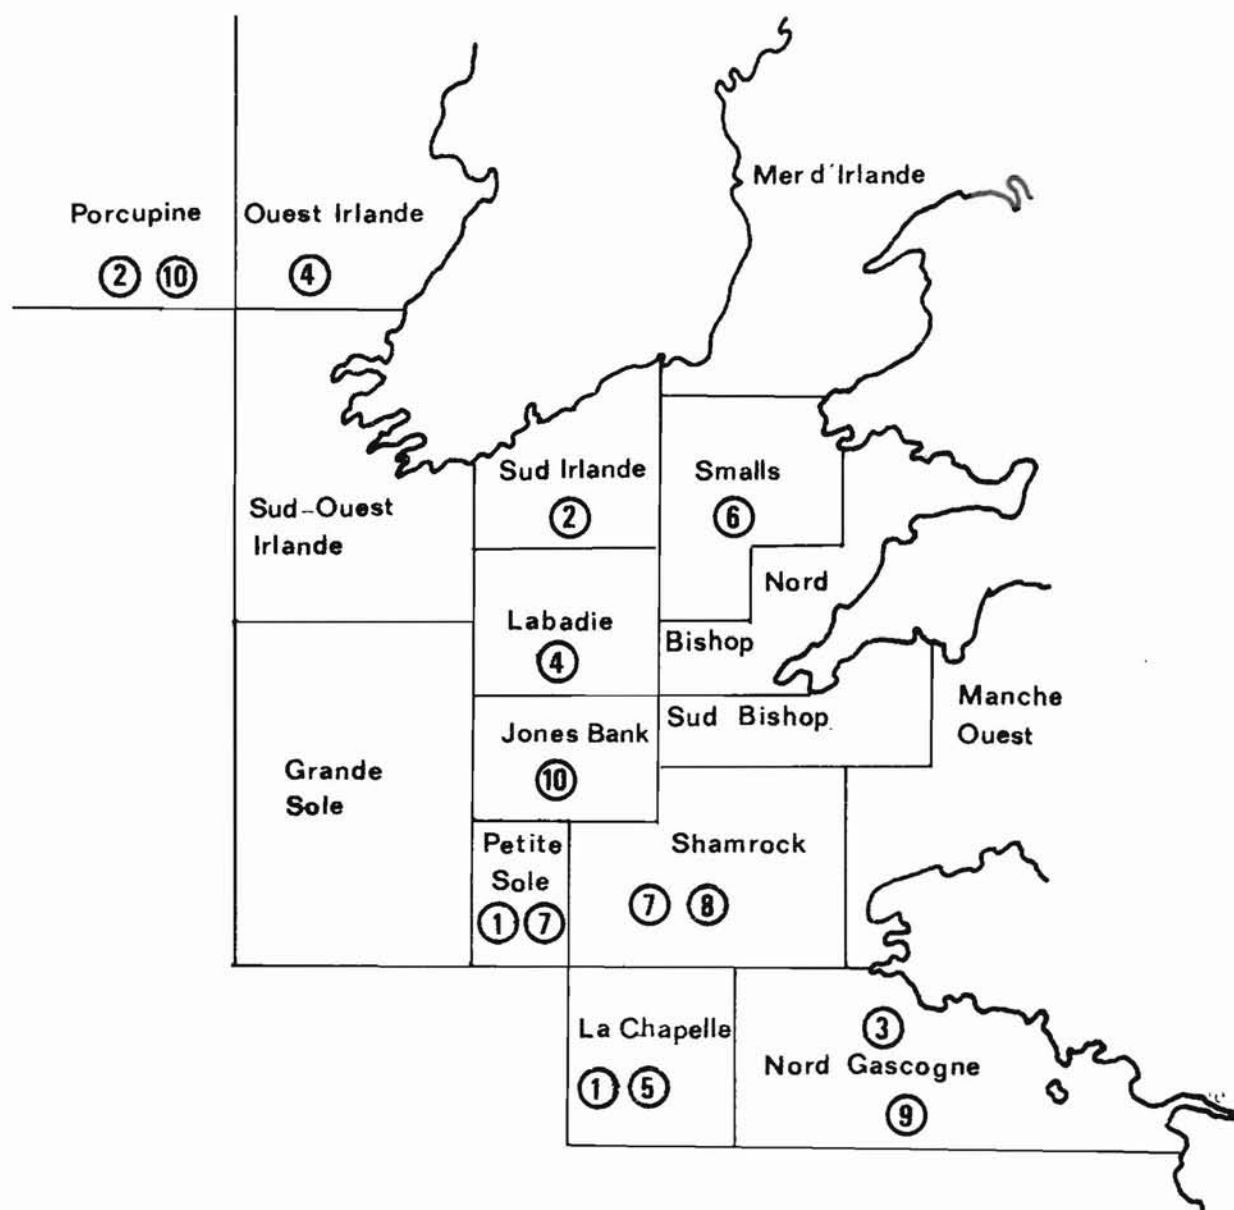 Mer d'Irlande
Porcupine
Ouest Irlande
2 10
4
Sud Irlande
2
Smalls
6
Sud-Ouest
Irlande
Nord
Bishop
Labadie
4
Sud Bishop
Manche
Ouest
Jones Bank
10
Grande
Sole
Petite
Sole
1 7
Shamrock
7 8
La Chapelle
1 5
3
Nord Gascogne
9